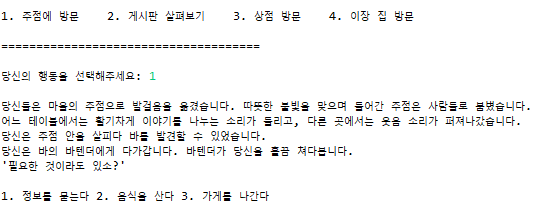 1. 주점에 방문    2. 게시판 살펴보기    3. 상점 방문    4. 이장 집 방문
=====================================
당신의 행동을 선택해주세요: 1
당신들은 마을의 주점으로 발걸음을 옮겼습니다. 따뜻한 불빛을 맞으며 들어간 주점은 사람들로 붐볐습니다.
어느 테이블에서는 활기차게 이야기를 나누는 소리가 들리고, 다른 곳에서는 웃음 소리가 퍼져나갔습니다.
당신은 주점 안을 살피다 바를 발견할 수 있었습니다.
당신은 바의 바텐더에게 다가갑니다. 바텐더가 당신을 흘끔 쳐다봅니다.
'필요한 것이라도 있소?'
1. 정보를 묻는다 2. 음식을 산다 3. 가게를 나간다